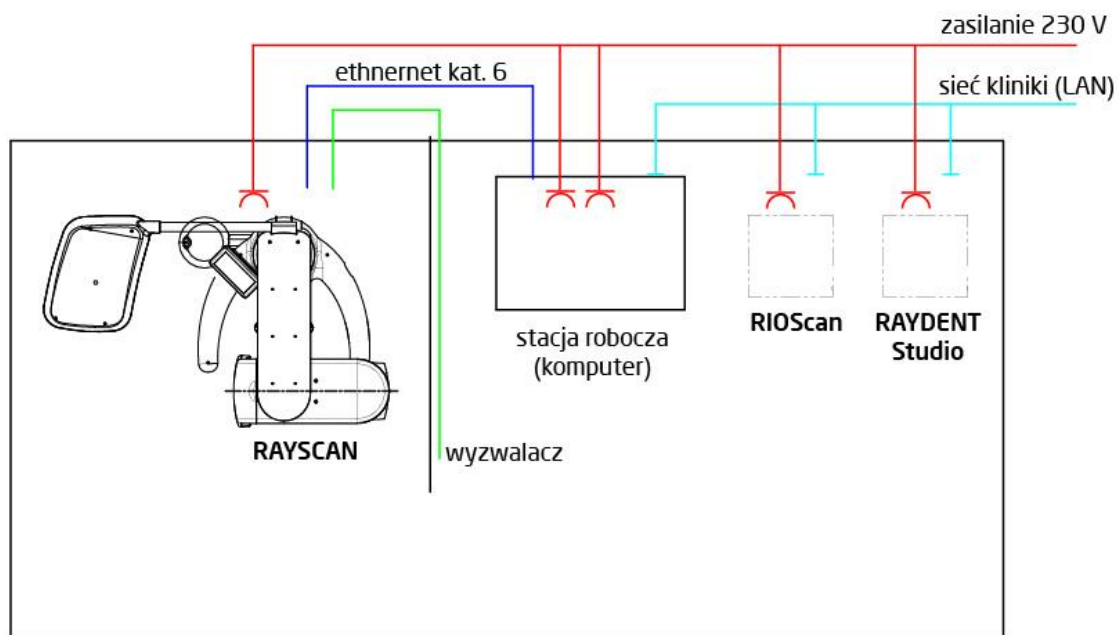 zasilanie 230 V
ethnernet kat. 6
sieć kliniki (LAN)
stacja robocza
(komputer)
RIOScan
RAYDENT
Studio
RAYSCAN
wyzwalacz